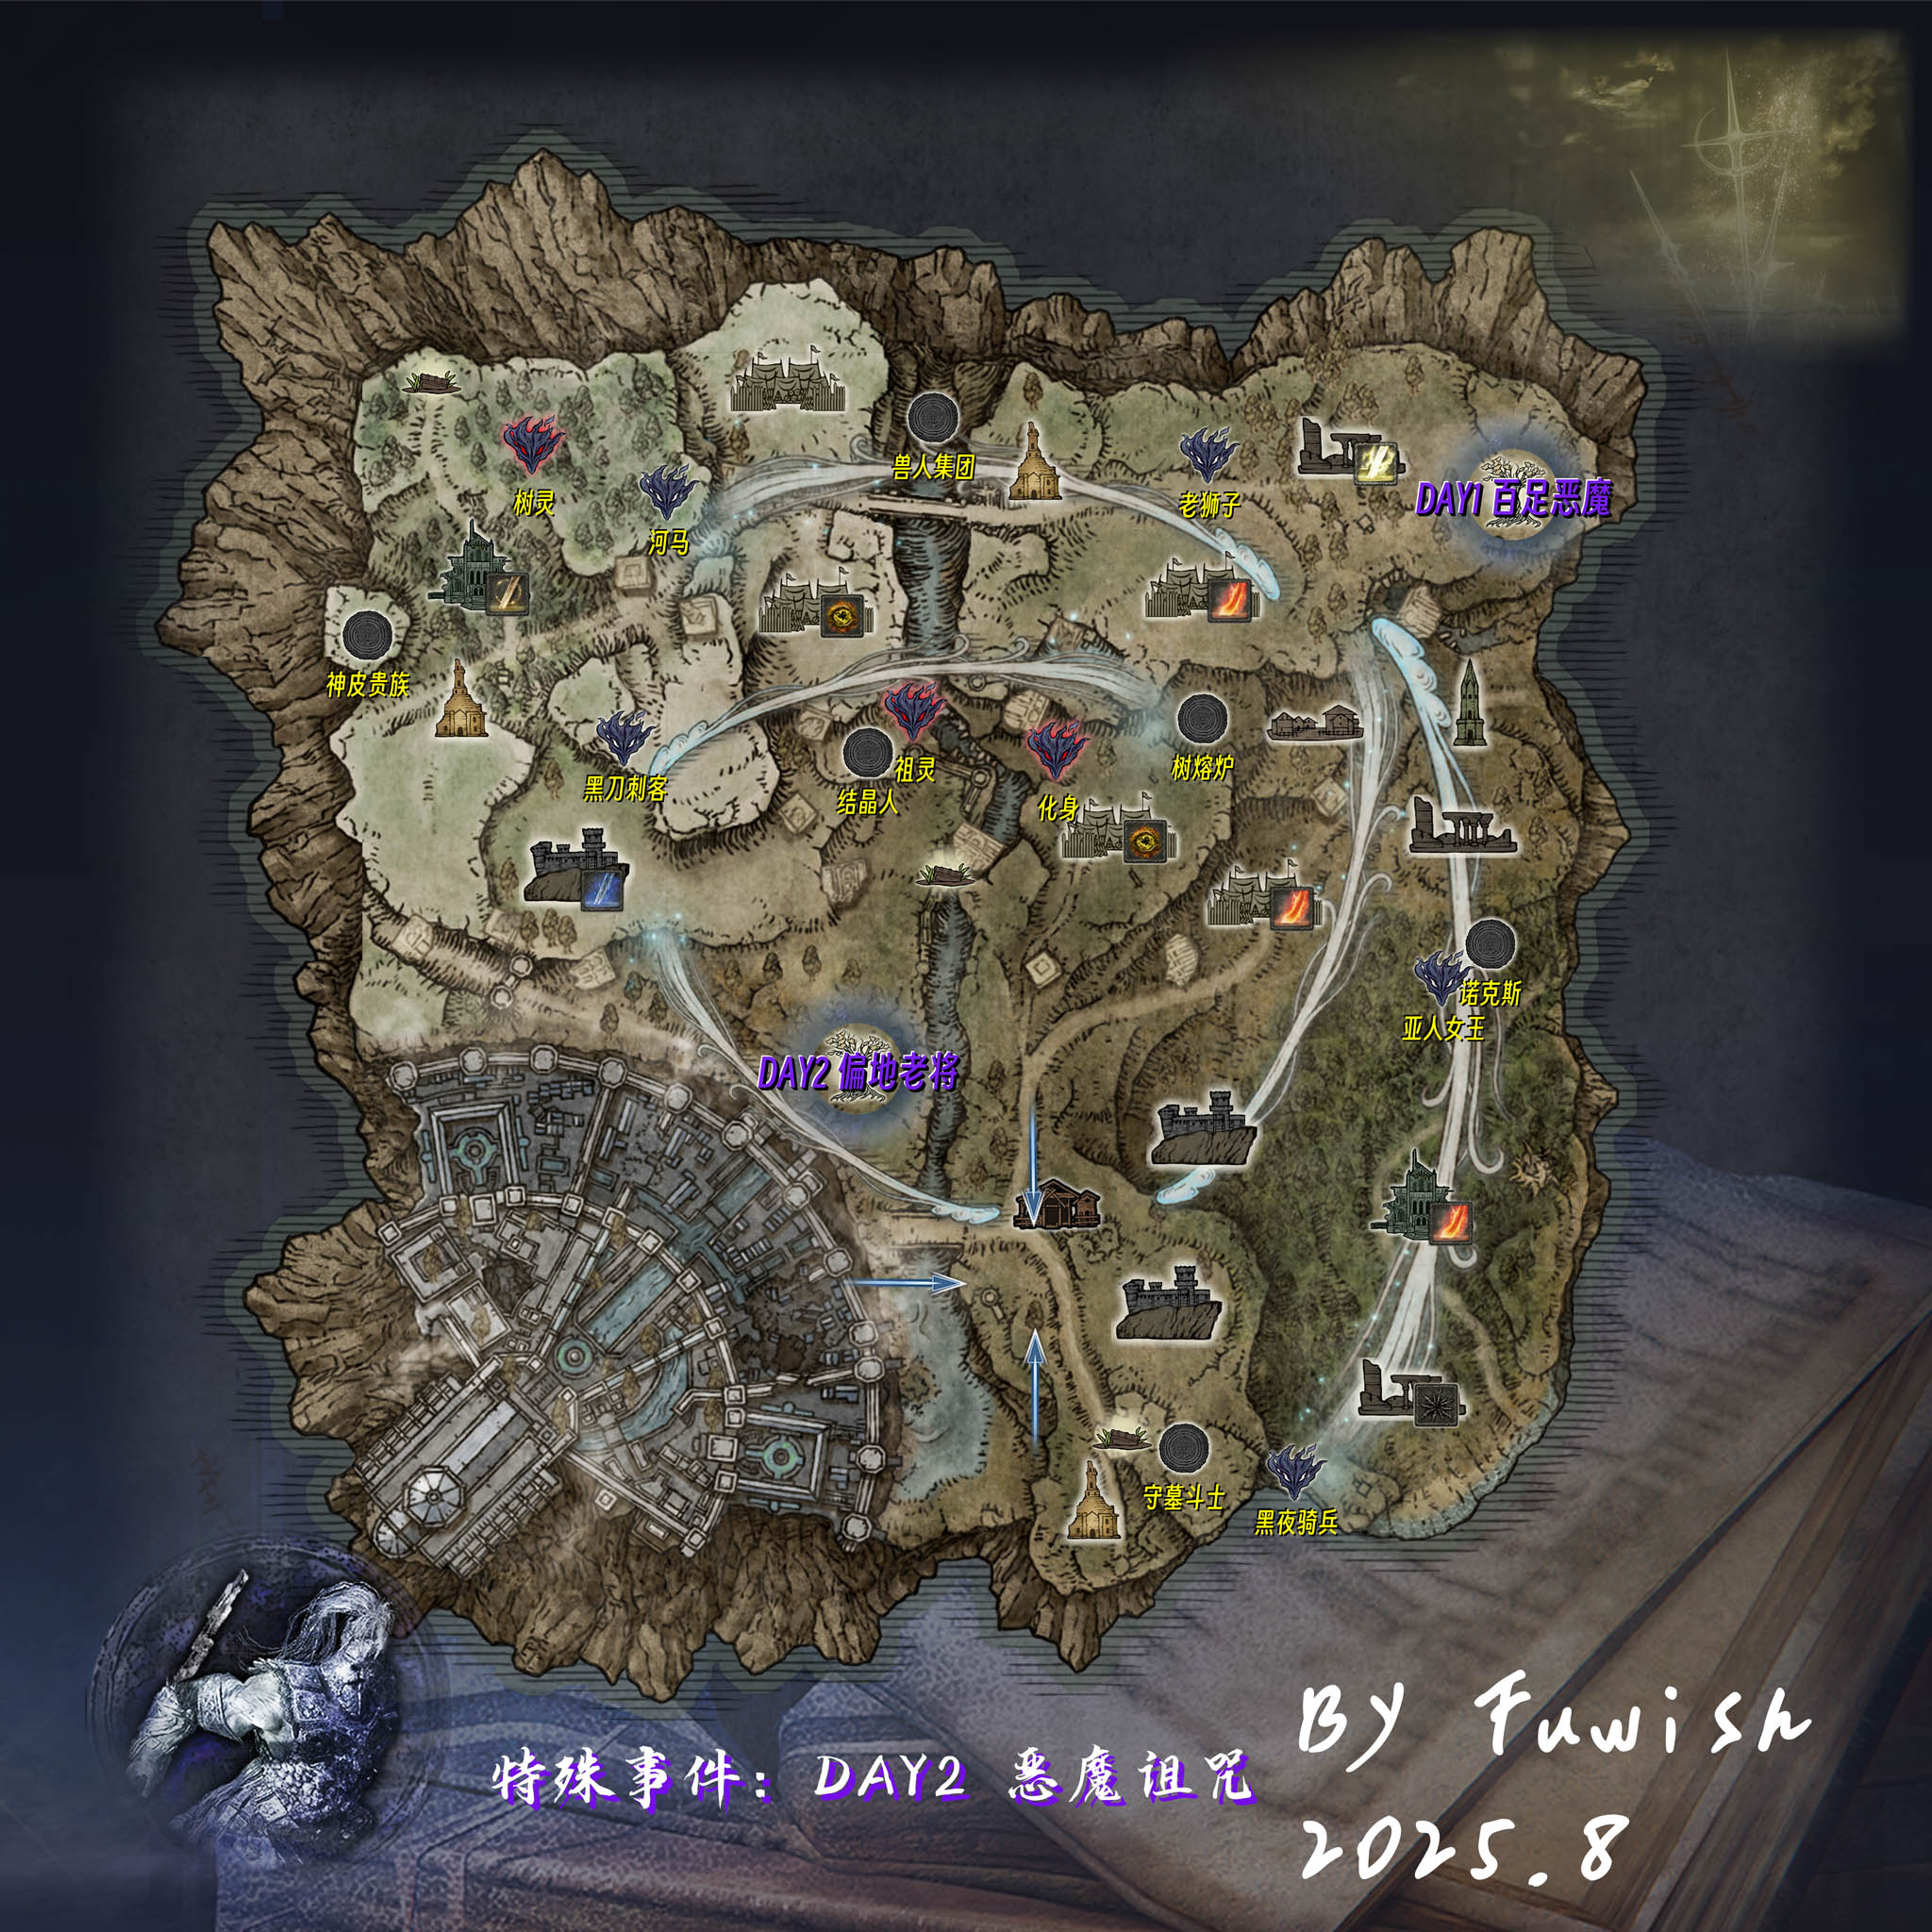 兽人集团
老狮子
DAY1 百足恶魔
树灵
河马
神皮贵族
黑刀刺客
祖灵
结晶人
化身
树熔炉
诺克斯
亚人女王
DAY2 偏地老将
守墓斗士
黑夜骑兵
特殊事件：DAY2 恶魔诅咒
By Fuwish
2025.8